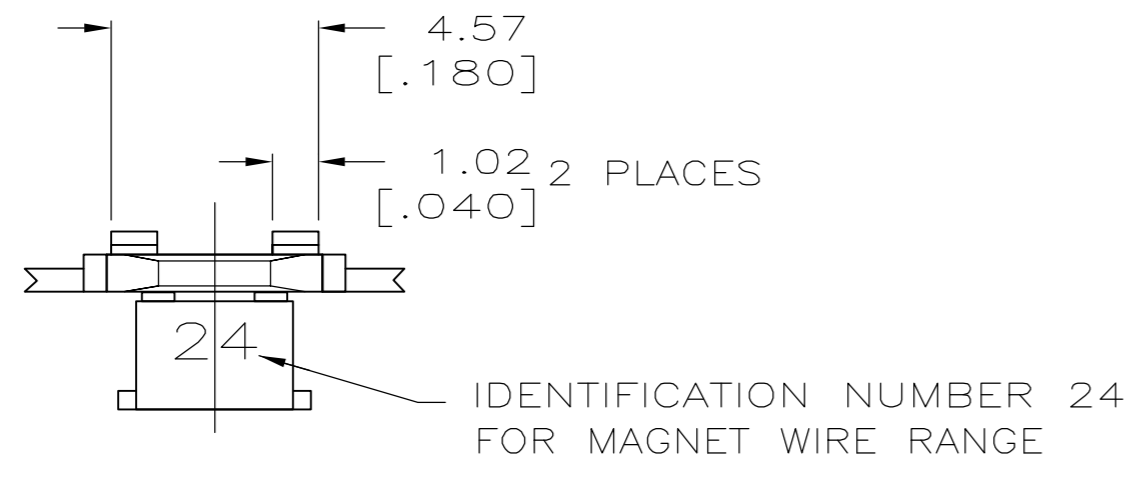 4.57
[.180]
1.02 2 PLACES
[.040]
24
IDENTIFICATION NUMBER 24
FOR MAGNET WIRE RANGE